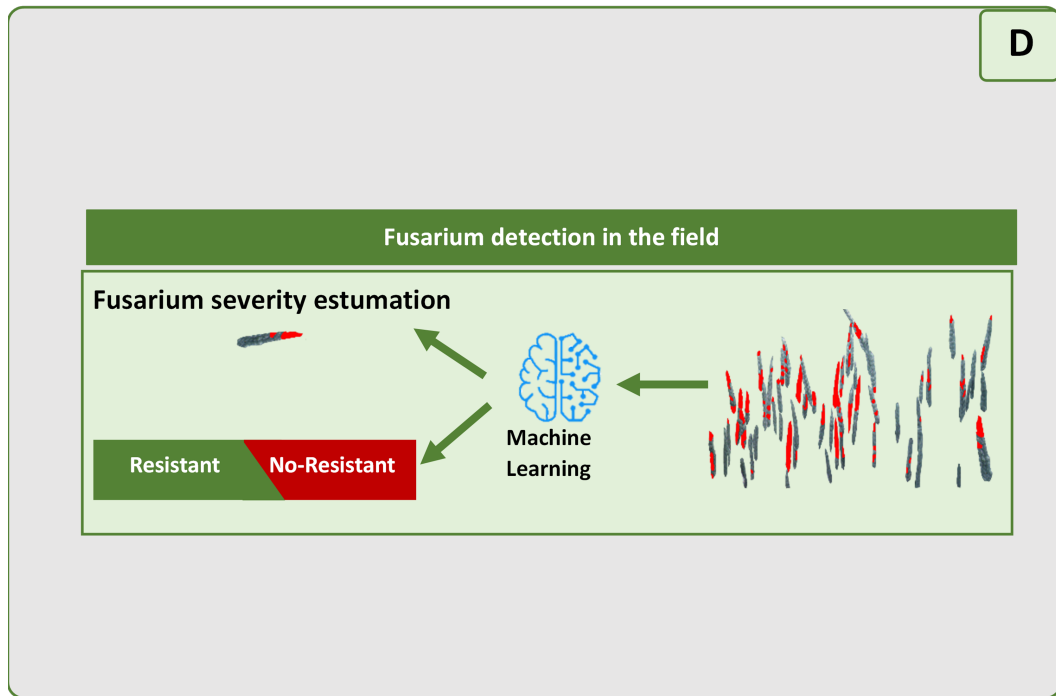 D
Fusarium detection in the field
Fusarium severity estumation
Machine
Learning
Resistant
No-Resistant